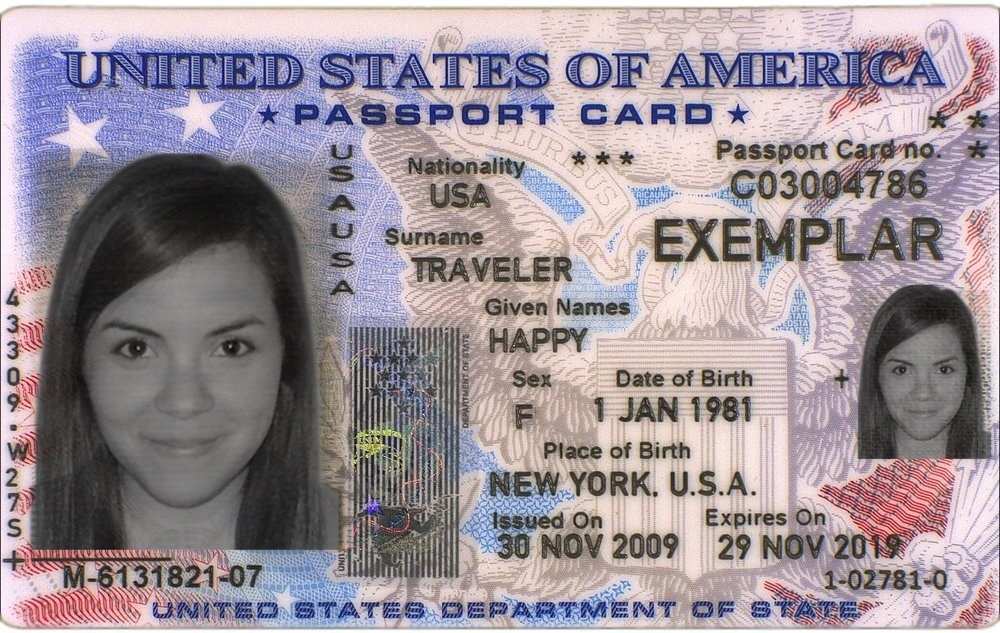 UNITED STATES OF AMERICA
★ PASSPORT CARD ★
USAUSA
Nationality
USA
***
Passport Card no.
C03004786
EXEMPLAR
Surname
TRAVELER
Given Names
HAPPY
Sex
F
Date of Birth
1 JAN 1981
Place of Birth
NEW YORK, U.S.A.
Issued On
30 NOV 2009
Expires On
29 NOV 2019
43309.W27S+
DEPARTMENT OF STATE
M-6131821-07
1-02781-0
UNITED STATES DEPARTMENT OF STATE